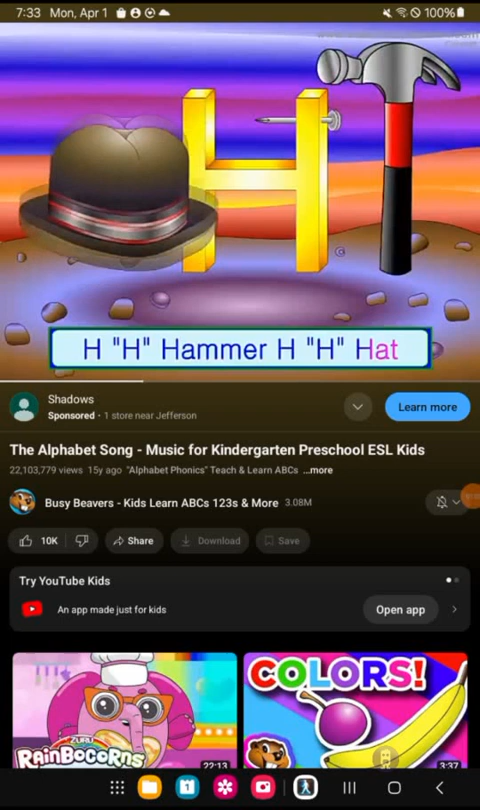 7:33 Mon, Apr 1
100%
H
H "H" Hammer H "H" Hat
Shadows
Sponsored · 1 store near Jefferson
Learn more
The Alphabet Song - Music for Kindergarten Preschool ESL Kids
22,103,779 views 15y ago "Alphabet Phonics" Teach & Learn ABCs ...more
Busy Beavers - Kids Learn ABCs 123s & More 3.08M
10K
Share
Download
Save
Try YouTube Kids
An app made just for kids
Open app
COLORS!
ZURU
RainBocoRns
22:13
3:37
1